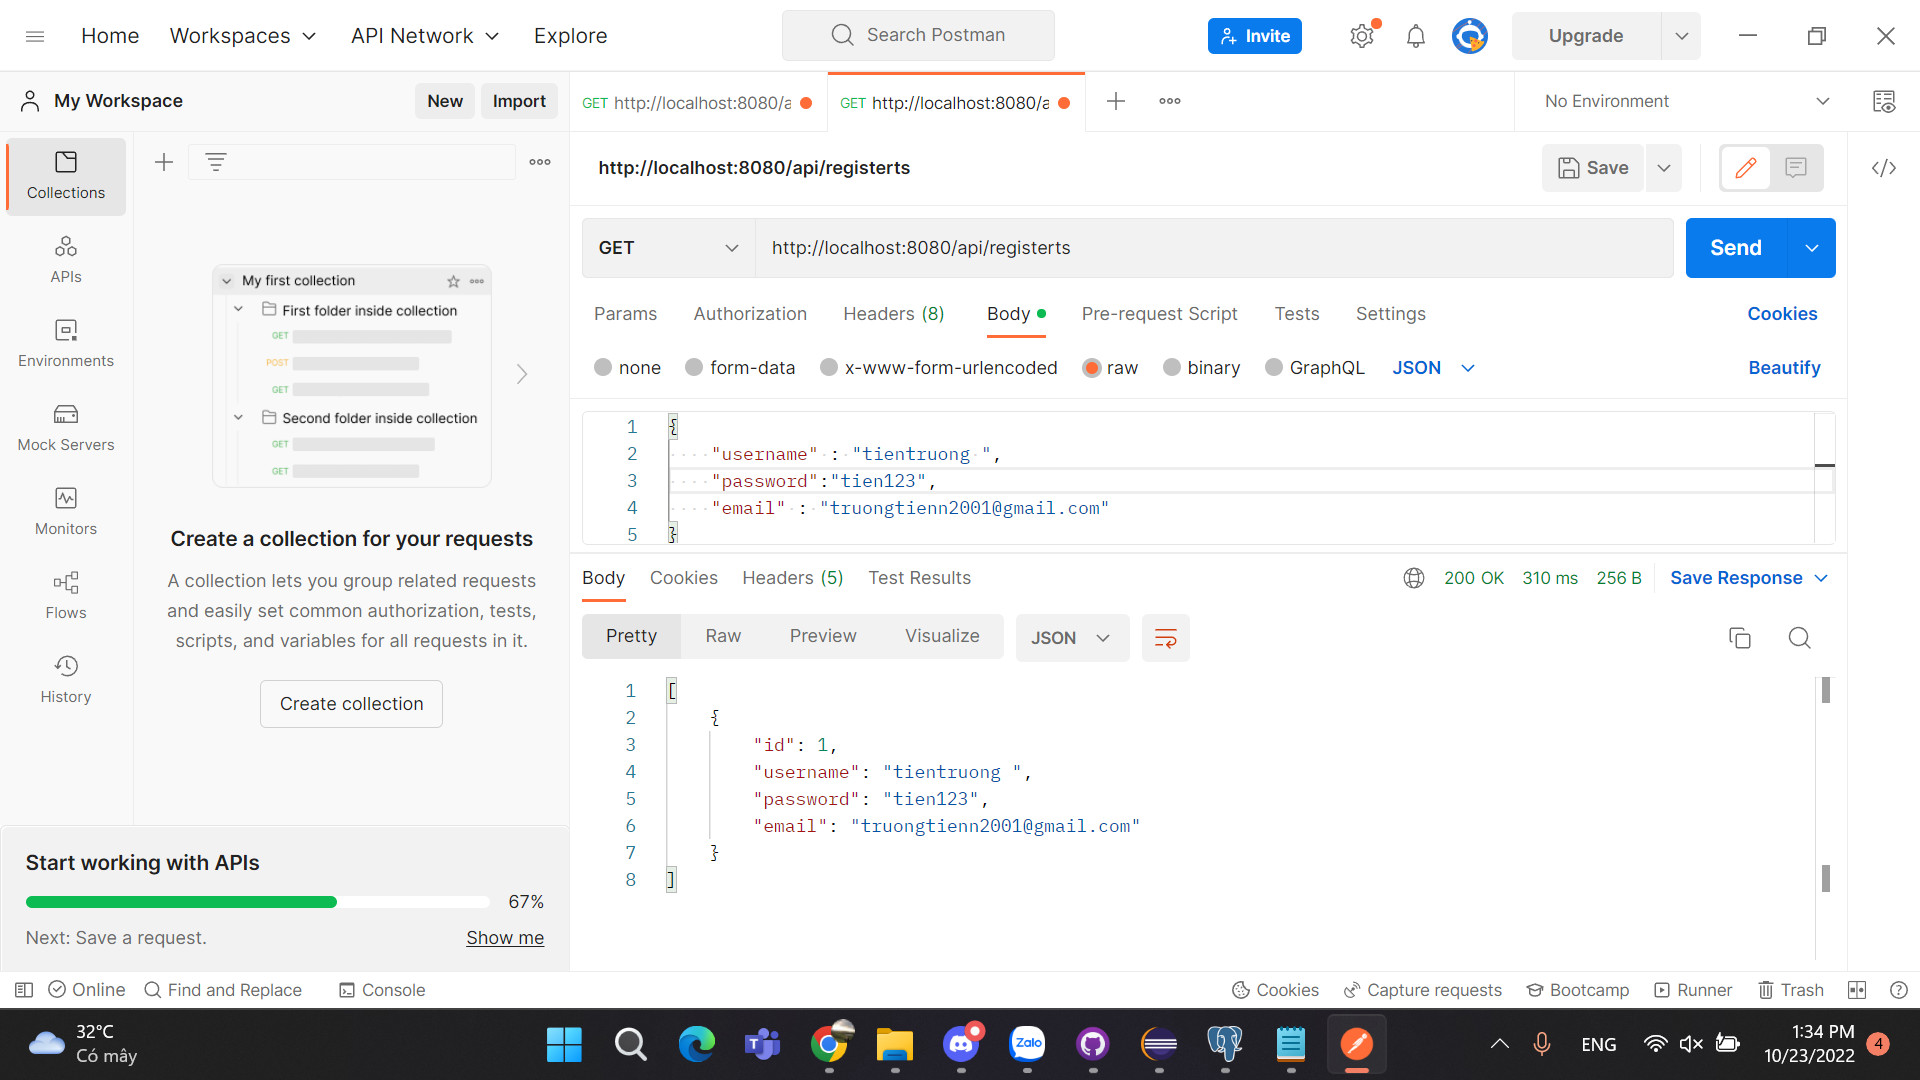 Home
Workspaces
API Network
Explore
Search Postman
Invite
Upgrade
My Workspace
New
Import
GET http://localhost:8080/a
GET http://localhost:8080/a
No Environment
Collections
APIs
Environments
Mock Servers
Monitors
Flows
History
My first collection
First folder inside collection
GET
POST
GET
Second folder inside collection
GET
GET
Create a collection for your requests
A collection lets you group related requests
and easily set common authorization, tests,
scripts, and variables for all requests in it.
Create collection
Start working with APIs
67%
Next: Save a request.
Show me
http://localhost:8080/api/registerts
Save
GET
http://localhost:8080/api/registerts
Send
Params
Authorization
Headers (8)
Body
Pre-request Script
Tests
Settings
Cookies
none
form-data
x-www-form-urlencoded
raw
binary
GraphQL
JSON
Beautify
1 {
2 "username" : "tientruong ",
3 "password":"tien123",
4 "email" : "truongtienn2001@gmail.com"
5 }
Body
Cookies
Headers (5)
Test Results
200 OK
310 ms
256 B
Save Response
Pretty
Raw
Preview
Visualize
JSON
1 [
2 {
3 "id": 1,
4 "username": "tientruong ",
5 "password": "tien123",
6 "email": "truongtienn2001@gmail.com"
7 }
8 ]
Online
Find and Replace
Console
Cookies
Capture requests
Bootcamp
Runner
Trash
32°C
Có mây
Zalo
ENG
1:34 PM
10/23/2022
4